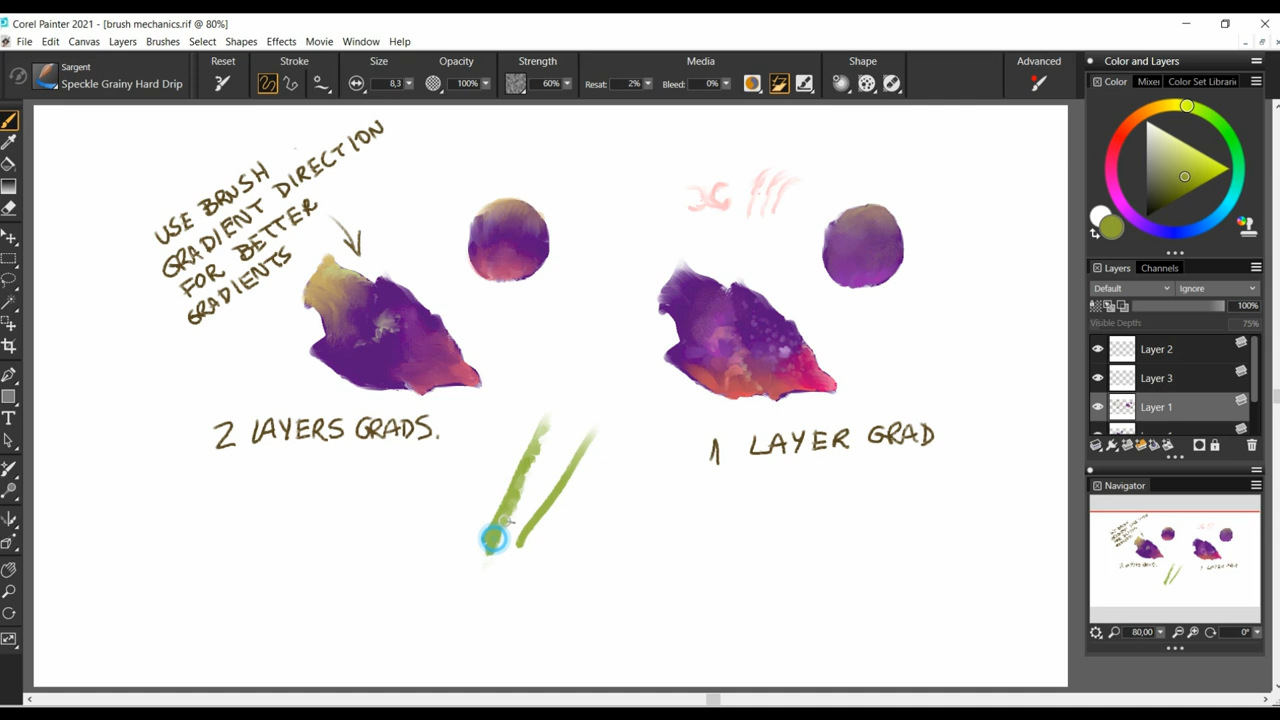 Corel Painter 2021 - [brush mechanics.rif @ 80%]
File Edit Canvas Layers Brushes Select Shapes Effects Movie Window Help
Sargent
Speckle Grainy Hard Drip
Reset Stroke Size Opacity Strength Media Shape Advanced
8,3 100% 60% Resat: 2% Bleed: 0%
Color and Layers
Color Mixe Color Set Librarie
USE BRUSH
GRADIENT DIRECTION
FOR BETTER
GRADIENTS
2 LAYERS GRADS.
1 LAYER GRAD
Layers Channels
Default Ignore
100%
Visible Depth: 75%
Layer 2
Layer 3
Layer 1
Navigator
80,00 0°